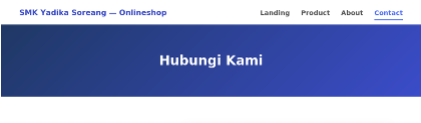 SMK Yadika Soreang — Onlineshop
Landing Product About Contact
Hubungi Kami